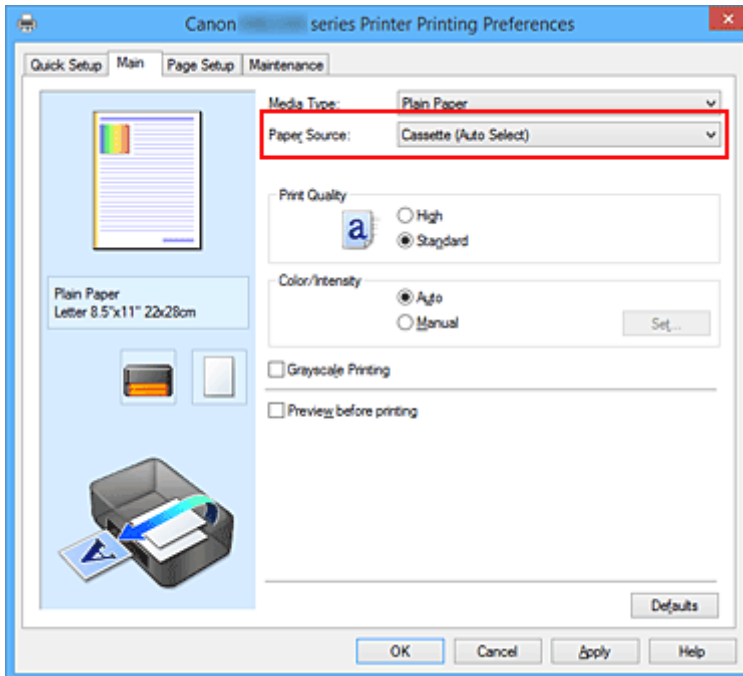 Canon series Printer Printing Preferences
Quick Setup Main Page Setup Maintenance
Media Type: Plain Paper
Paper Source: Cassette (Auto Select)
Print Quality
a
High
Standard
Color/Intensity
Auto
Manual
Set...
Plain Paper
Letter 8.5"x11" 22x28cm
Grayscale Printing
Preview before printing
A
Defaults
OK Cancel Apply Help